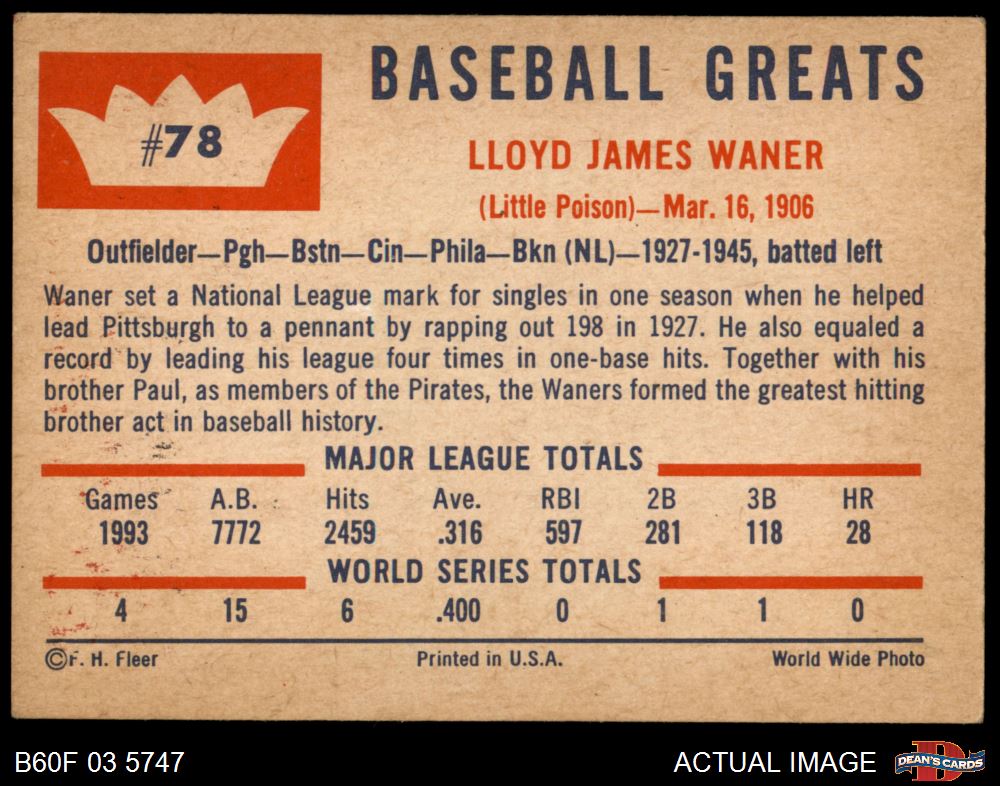 #78
BASEBALL GREATS
LLOYD JAMES WANER
(Little Poison)—Mar. 16, 1906
Outfielder—Pgh—Bstn—Cin—Phila—Bkn (NL)—1927-1945, batted left
Waner set a National League mark for singles in one season when he helped
lead Pittsburgh to a pennant by rapping out 198 in 1927. He also equaled a
record by leading his league four times in one-base hits. Together with his
brother Paul, as members of the Pirates, the Waners formed the greatest hitting
brother act in baseball history.
MAJOR LEAGUE TOTALS
Games A.B. Hits Ave. RBI 2B 3B HR
1993 7772 2459 .316 597 281 118 28
WORLD SERIES TOTALS
4 15 6 .400 0 1 1 0
©F. H. Fleer Printed in U.S.A. World Wide Photo
B60F 03 5747 ACTUAL IMAGE D DEAN'S CARDS